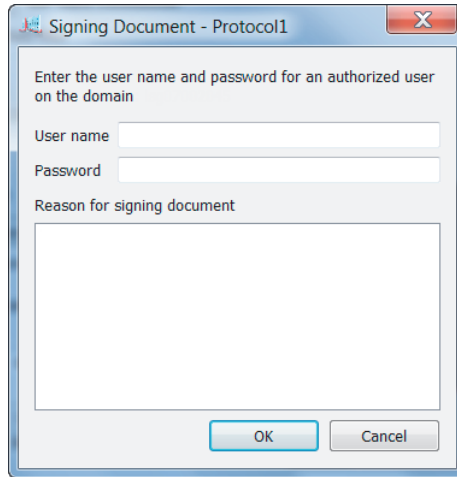 Signing Document - Protocol1
Enter the user name and password for an authorized user
on the domain
User name
Password
Reason for signing document
OK
Cancel